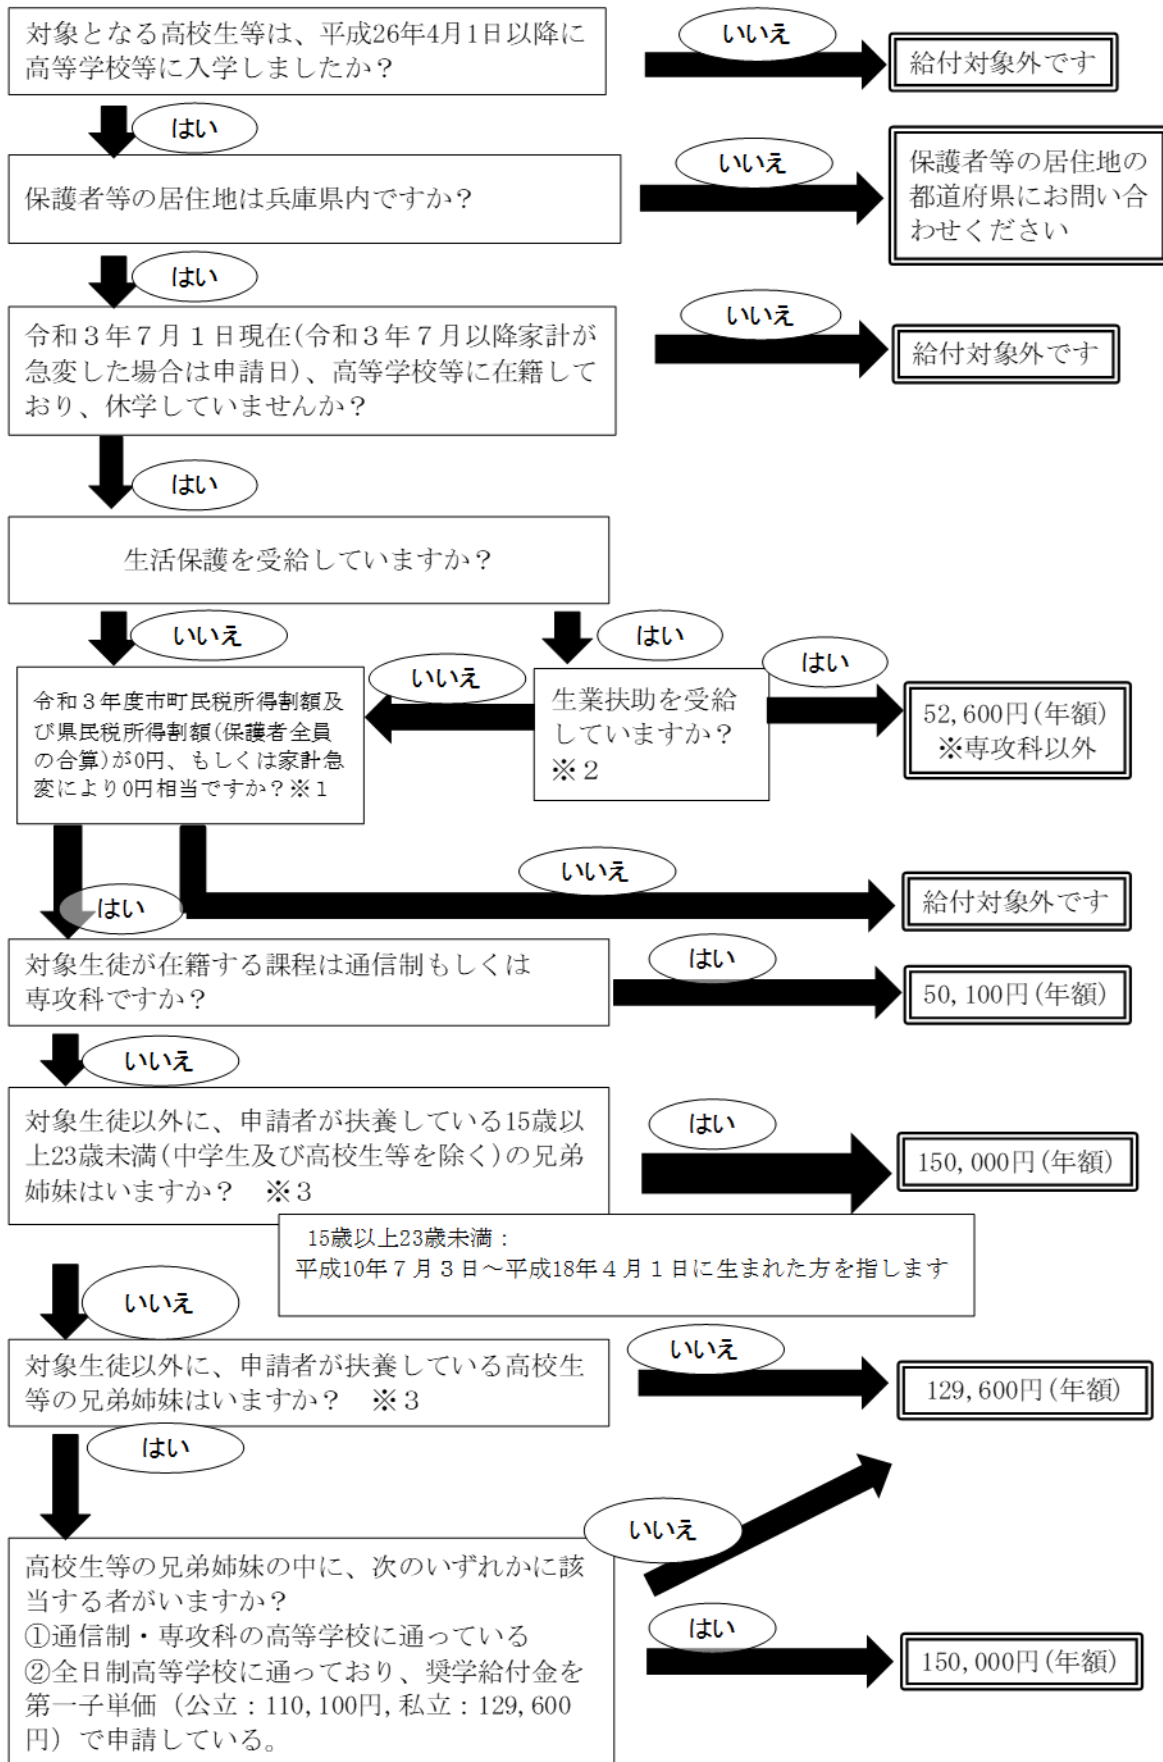 対象となる高校生等は、平成26年4月1日以降に
高等学校等に入学しましたか？
いいえ
給付対象外です
はい
保護者等の居住地は兵庫県内ですか？
いいえ
保護者等の居住地の
都道府県にお問い合
わせください
はい
令和３年７月１日現在(令和３年７月以降家計が
急変した場合は申請日)、高等学校等に在籍して
おり、休学していませんか？
いいえ
給付対象外です
はい
生活保護を受給していますか？
いいえ
はい
令和３年度市町民税所得割額及
び県民税所得割額(保護者全員
の合算)が0円、もしくは家計急
変により0円相当ですか？※１
いいえ
生業扶助を受給
していますか？
※２
はい
52,600円(年額)
※専攻科以外
いいえ
給付対象外です
はい
対象生徒が在籍する課程は通信制もしくは
専攻科ですか？
はい
50,100円(年額)
いいえ
対象生徒以外に、申請者が扶養している15歳以
上23歳未満(中学生及び高校生等を除く)の兄弟
姉妹はいますか？　※３
はい
150,000円(年額)
15歳以上23歳未満：
平成10年７月３日～平成18年４月１日に生まれた方を指します
いいえ
対象生徒以外に、申請者が扶養している高校生
等の兄弟姉妹はいますか？　※３
いいえ
129,600円(年額)
はい
高校生等の兄弟姉妹の中に、次のいずれかに該
当する者がいますか？
①通信制・専攻科の高等学校に通っている
②全日制高等学校に通っており、奨学給付金を
第一子単価（公立：110,100円,私立：129,600
円）で申請している。
いいえ
はい
150,000円(年額)